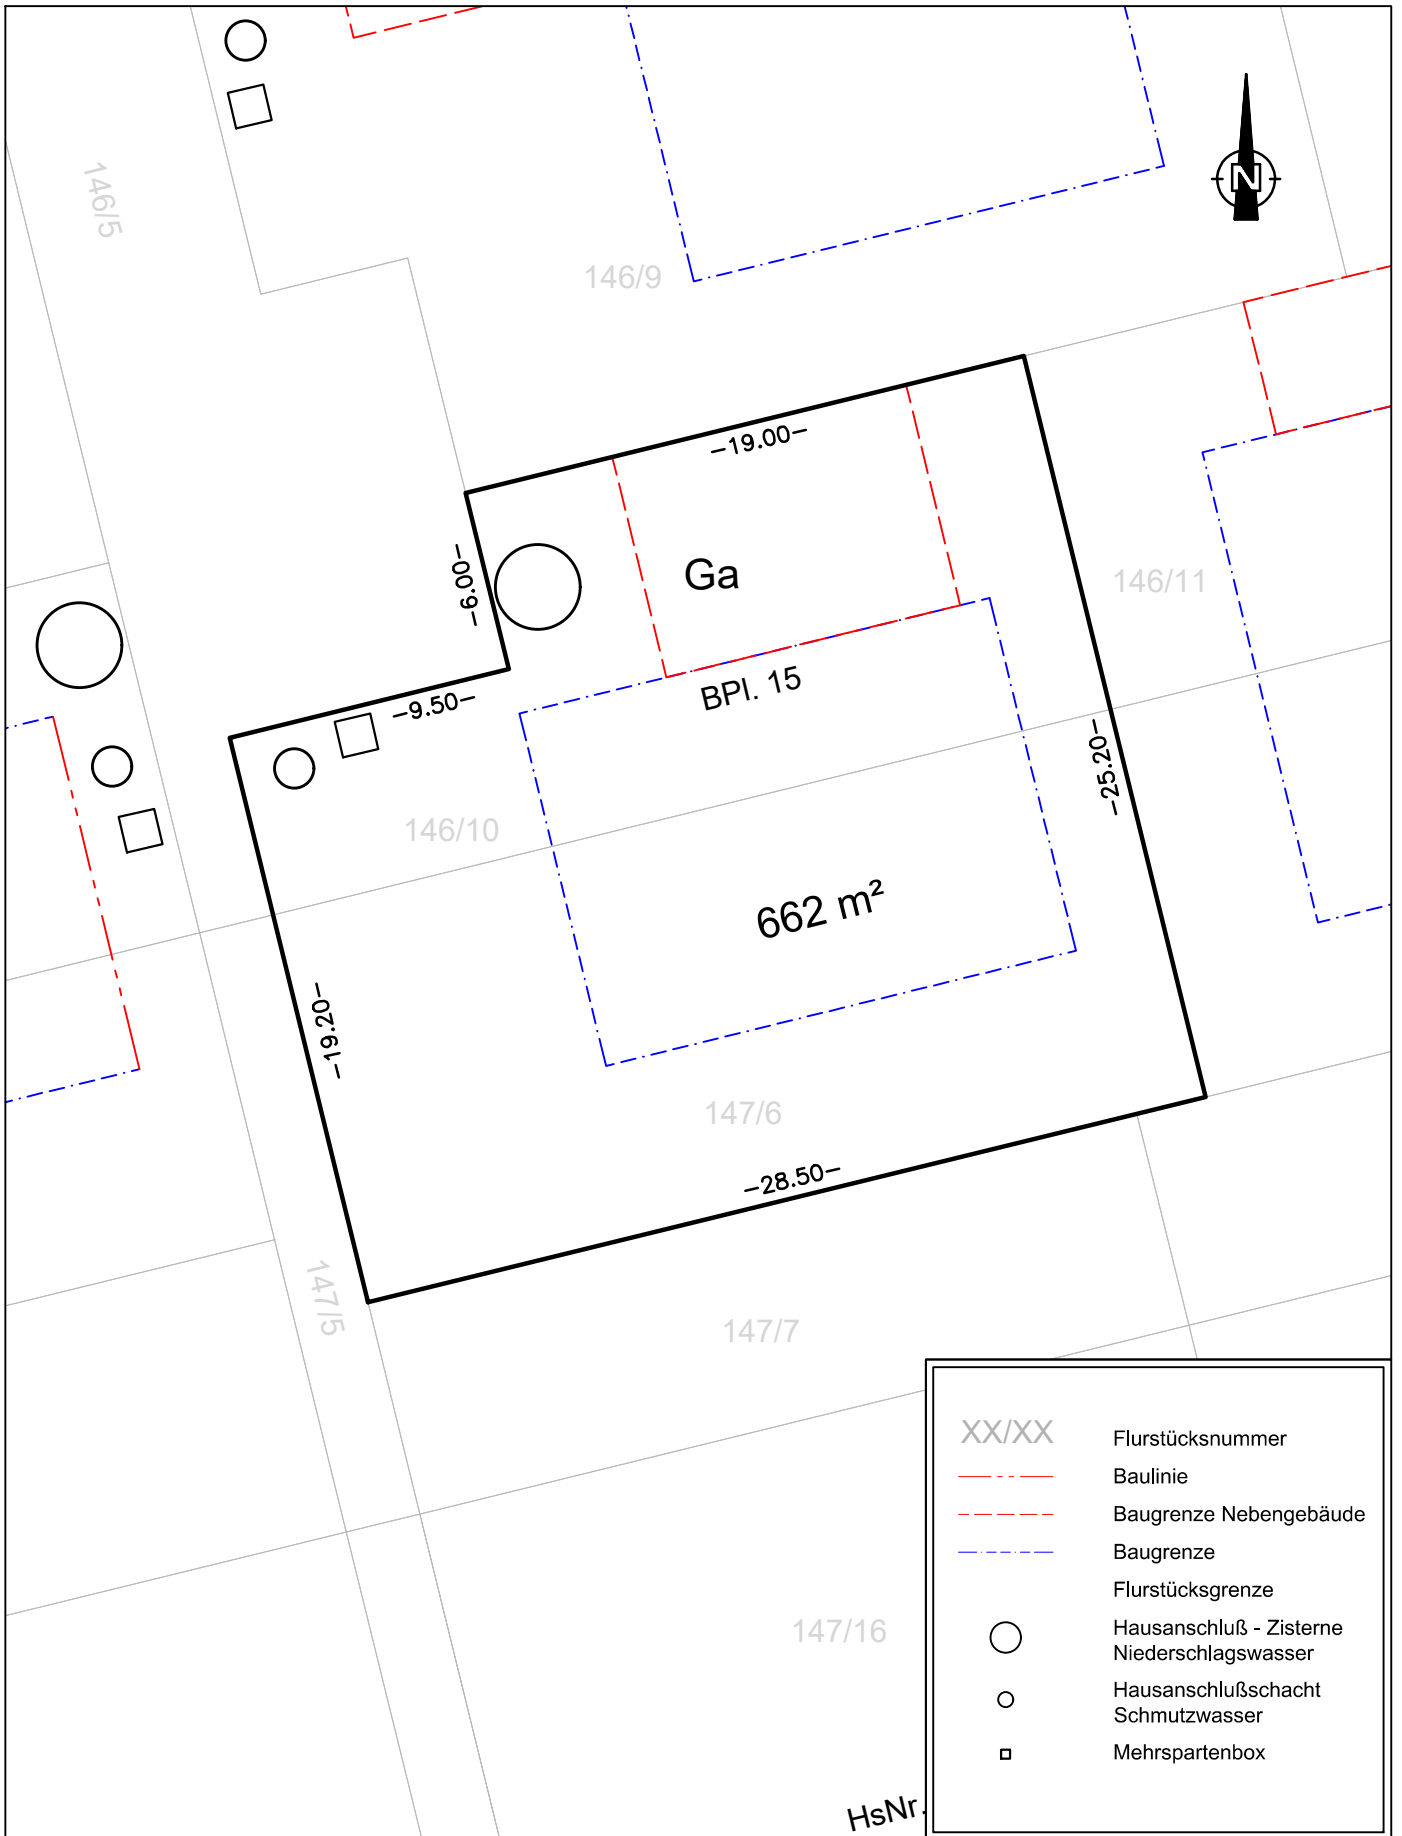 146/5
N
146/9
–19.00–
–6.00–
Ga
146/11
BPl. 15
–9.50–
–25.20–
146/10
662 m²
–19.20–
147/6
–28.50–
147/5
147/7
XX/XX Flurstücksnummer
Baulinie
Baugrenze Nebengebäude
Baugrenze
Flurstücksgrenze
Hausanschluß - Zisterne
Niederschlagswasser
Hausanschlußschacht
Schmutzwasser
Mehrspartenbox
147/16
HsNr.